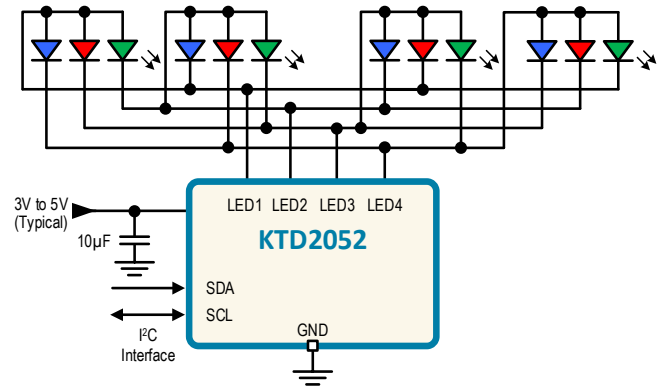 3V to 5V
(Typical)
10µF
LED1 LED2 LED3 LED4
KTD2052
SDA
SCL
I²C
Interface
GND